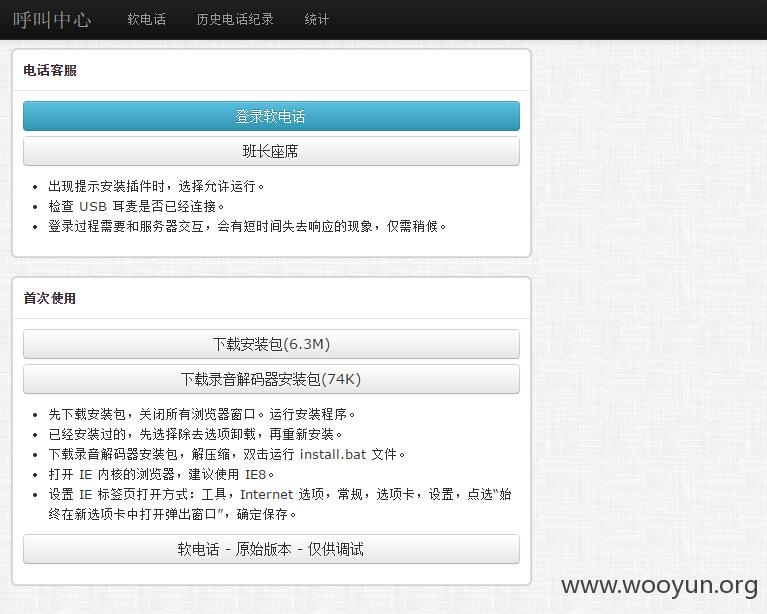 呼叫中心 软电话 历史电话纪录 统计
电话客服
登录软电话
班长座席
出现提示安装插件时，选择允许运行。
检查 USB 耳麦是否已经连接。
登录过程需要和服务器交互，会有短时间失去响应的现象，仅需稍候。
首次使用
下载安装包(6.3M)
下载录音解码器安装包(74K)
先下载安装包，关闭所有浏览器窗口。运行安装程序。
已经安装过的，先选择除去选项卸载，再重新安装。
下载录音解码器安装包，解压缩，双击运行 install.bat 文件。
打开 IE 内核的浏览器，建议使用 IE8。
设置 IE 标签页打开方式：工具，Internet 选项，常规，选项卡，设置，点选“始
终在新选项卡中打开弹出窗口”，确定保存。
软电话 - 原始版本 - 仅供调试
www.wooyun.org